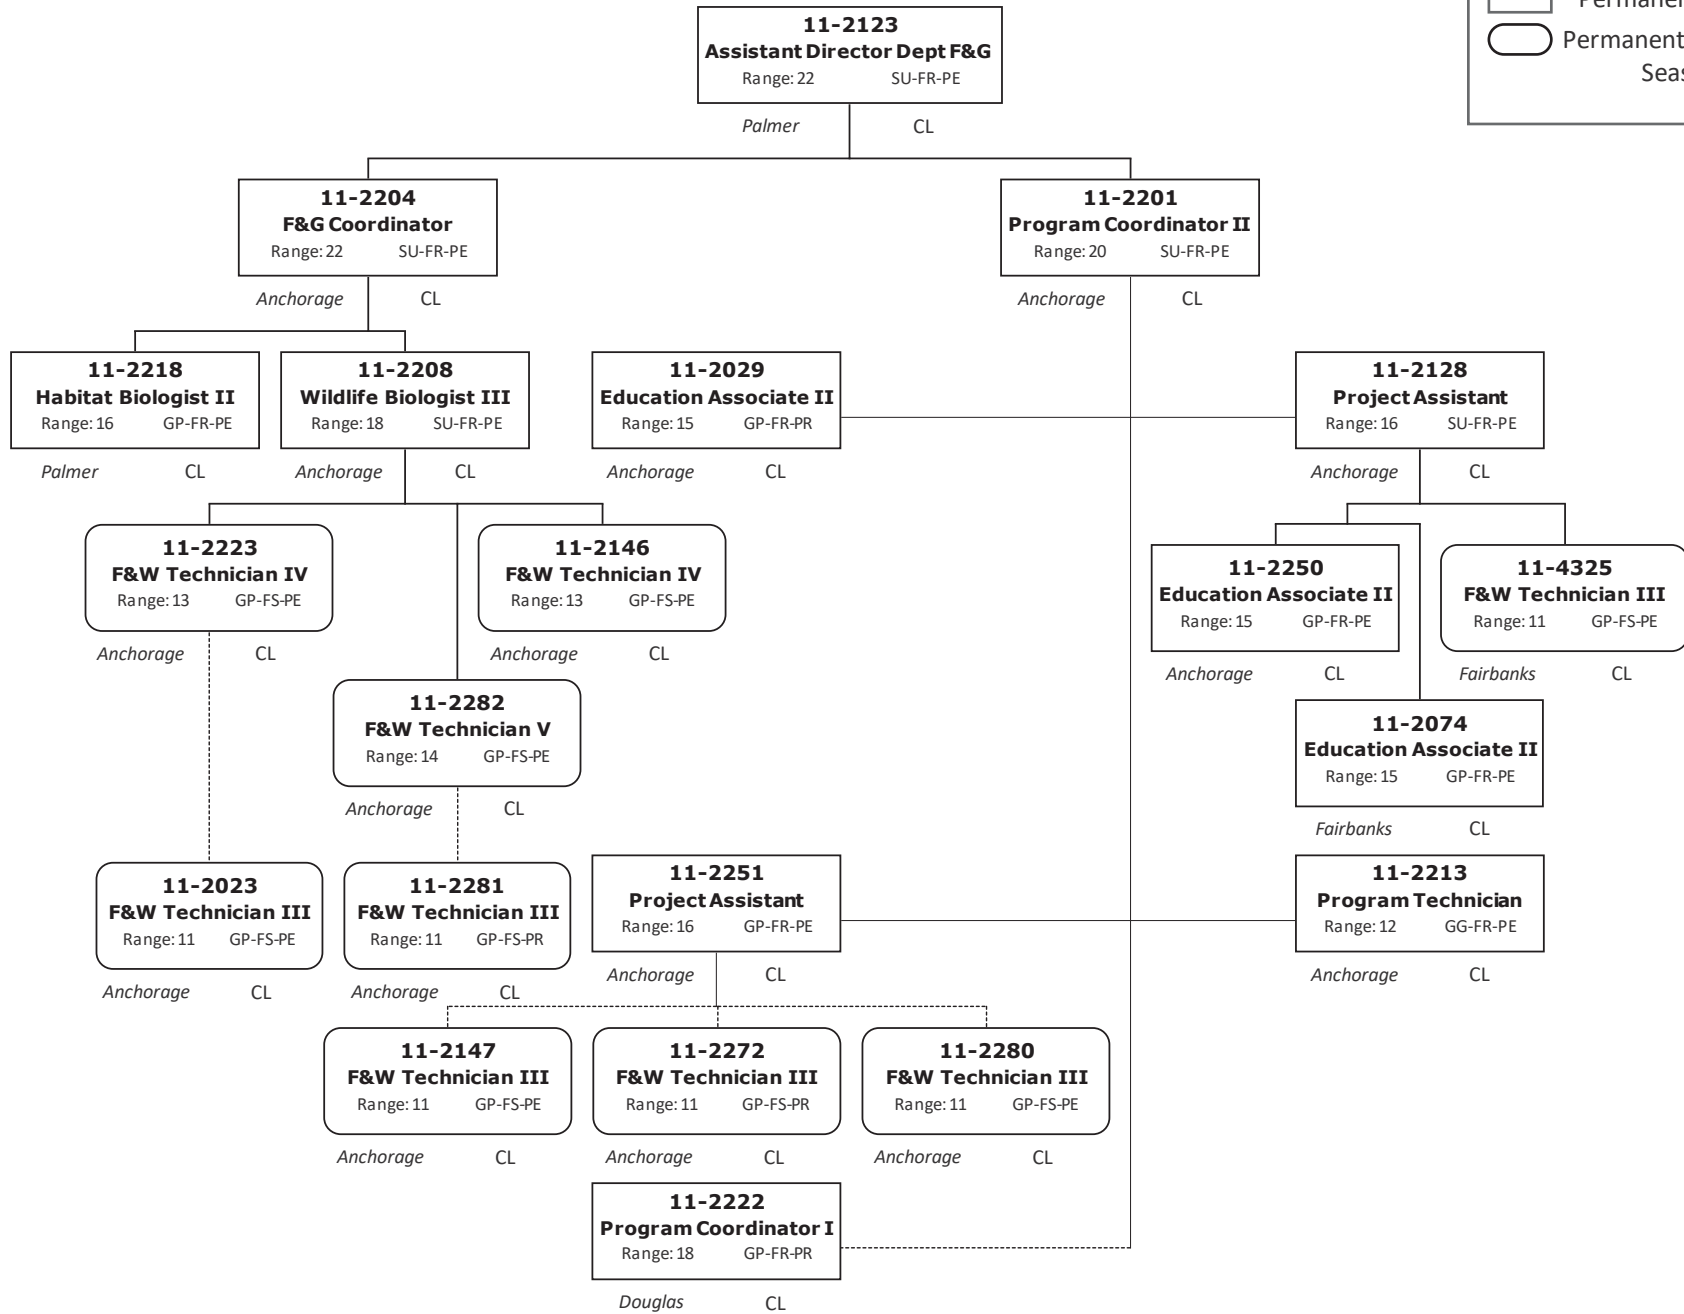 Permanent
Seas
11-2123
Assistant Director Dept F&G
Range: 22 SU-FR-PE
Palmer CL
11-2204
F&G Coordinator
Range: 22 SU-FR-PE
Anchorage CL
11-2201
Program Coordinator II
Range: 20 SU-FR-PE
Anchorage CL
11-2218
Habitat Biologist II
Range: 16 GP-FR-PE
Palmer CL
11-2208
Wildlife Biologist III
Range: 18 SU-FR-PE
Anchorage CL
11-2029
Education Associate II
Range: 15 GP-FR-PR
Anchorage CL
11-2128
Project Assistant
Range: 16 SU-FR-PE
Anchorage CL
11-2223
F&W Technician IV
Range: 13 GP-FS-PE
Anchorage CL
11-2146
F&W Technician IV
Range: 13 GP-FS-PE
Anchorage CL
11-2250
Education Associate II
Range: 15 GP-FR-PE
Anchorage CL
11-4325
F&W Technician III
Range: 11 GP-FS-PE
Fairbanks CL
11-2282
F&W Technician V
Range: 14 GP-FS-PE
Anchorage CL
11-2074
Education Associate II
Range: 15 GP-FR-PE
Fairbanks CL
11-2023
F&W Technician III
Range: 11 GP-FS-PE
Anchorage CL
11-2281
F&W Technician III
Range: 11 GP-FS-PR
Anchorage CL
11-2251
Project Assistant
Range: 16 GP-FR-PE
Anchorage CL
11-2213
Program Technician
Range: 12 GG-FR-PE
Anchorage CL
11-2147
F&W Technician III
Range: 11 GP-FS-PE
Anchorage CL
11-2272
F&W Technician III
Range: 11 GP-FS-PR
Anchorage CL
11-2280
F&W Technician III
Range: 11 GP-FS-PE
Anchorage CL
11-2222
Program Coordinator I
Range: 18 GP-FR-PR
Douglas CL